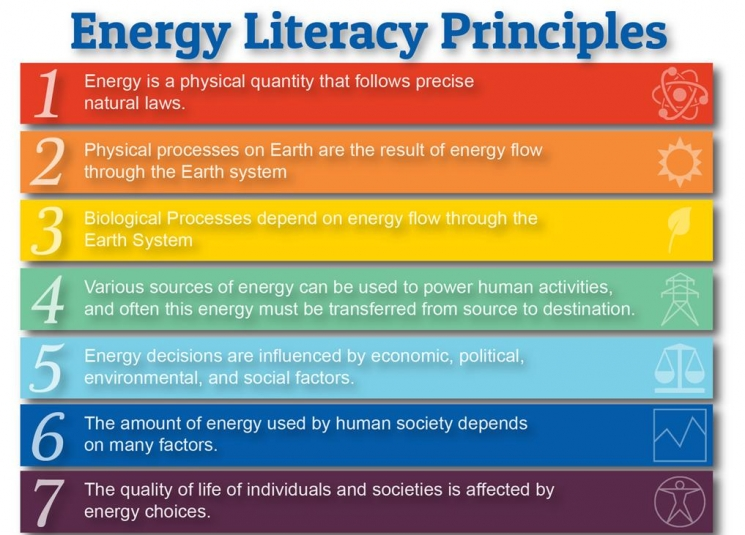 Energy Literacy Principles
1
Energy is a physical quantity that follows precise
natural laws.
2
Physical processes on Earth are the result of energy flow
through the Earth system
3
Biological Processes depend on energy flow through the
Earth System
4
Various sources of energy can be used to power human activities,
and often this energy must be transferred from source to destination.
5
Energy decisions are influenced by economic, political,
environmental, and social factors.
6
The amount of energy used by human society depends
on many factors.
7
The quality of life of individuals and societies is affected by
energy choices.